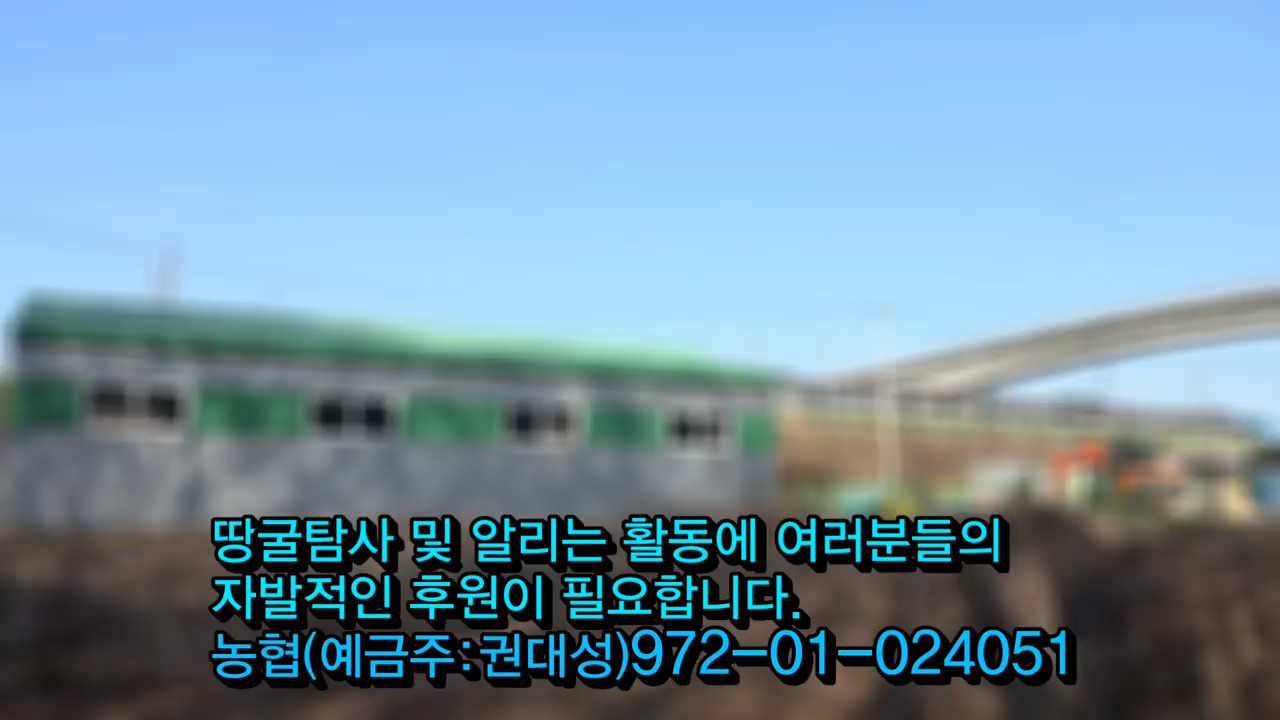 땅굴탐사 및 알리는 활동에 여러분들의
자발적인 후원이 필요합니다.
농협(예금주:권대성)972-01-024051